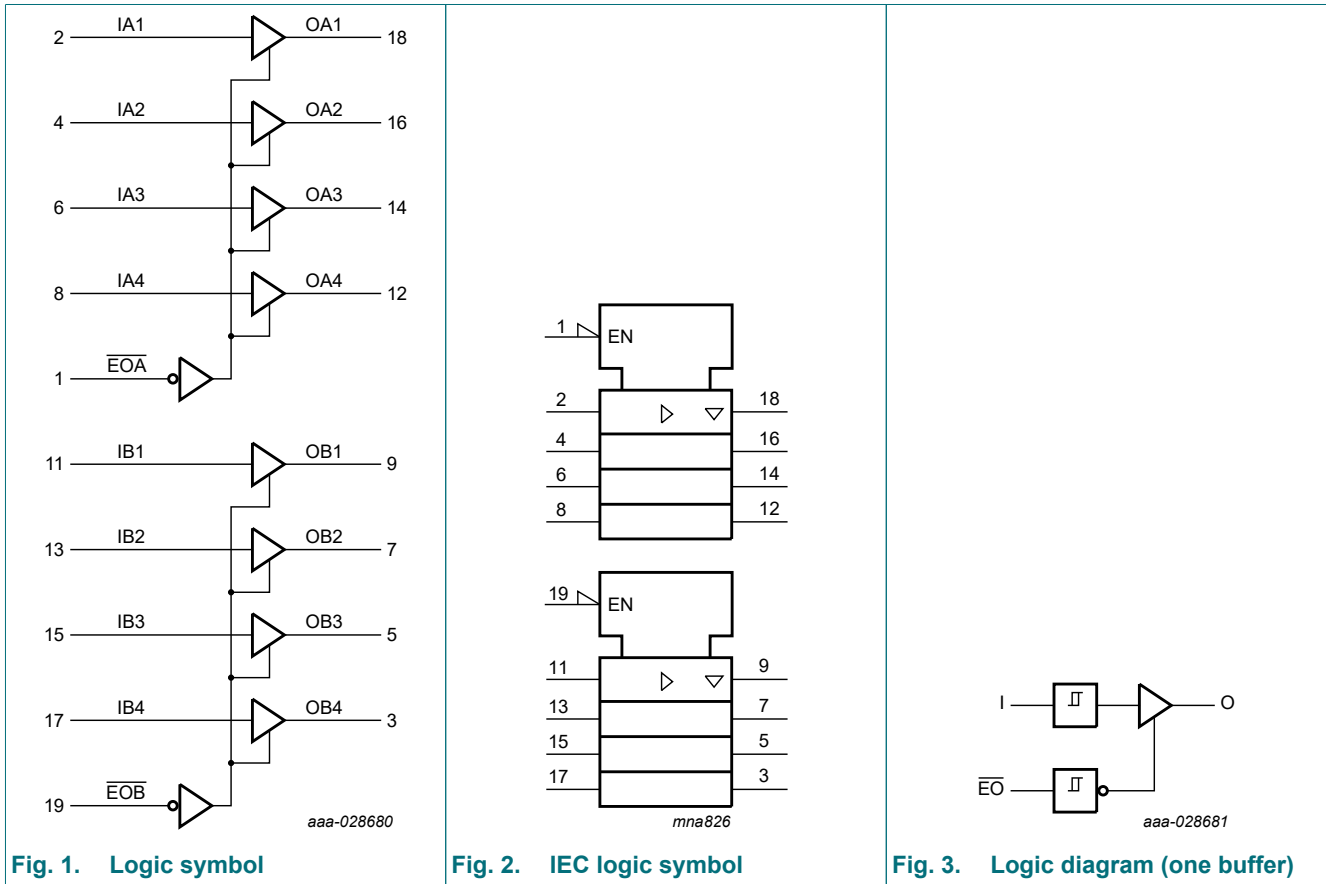 2 IA1 OA1 18
4 IA2 OA2 16
6 IA3 OA3 14
8 IA4 OA4 12
1 EOA
11 IB1 OB1 9
13 IB2 OB2 7
15 IB3 OB3 5
17 IB4 OB4 3
19 EOB
aaa-028680
Fig. 1. Logic symbol
1 EN
2 18
4 16
6 14
8 12
19 EN
11 9
13 7
15 5
17 3
mna826
Fig. 2. IEC logic symbol
I O
EO
aaa-028681
Fig. 3. Logic diagram (one buffer)